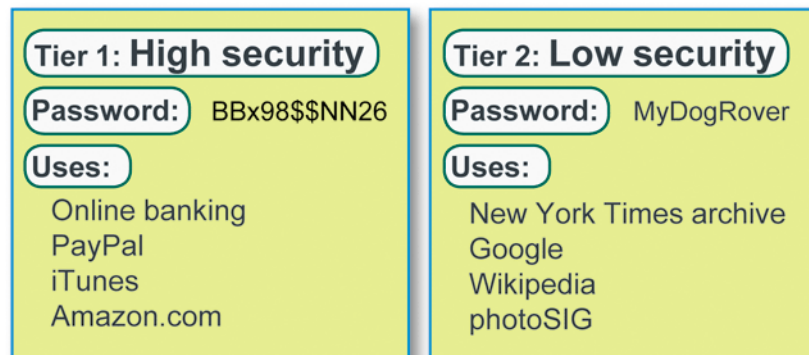 Tier 1: High security
Password: BBx98$$NN26
Uses:
Online banking
PayPal
iTunes
Amazon.com
Tier 2: Low security
Password: MyDogRover
Uses:
New York Times archive
Google
Wikipedia
photoSIG